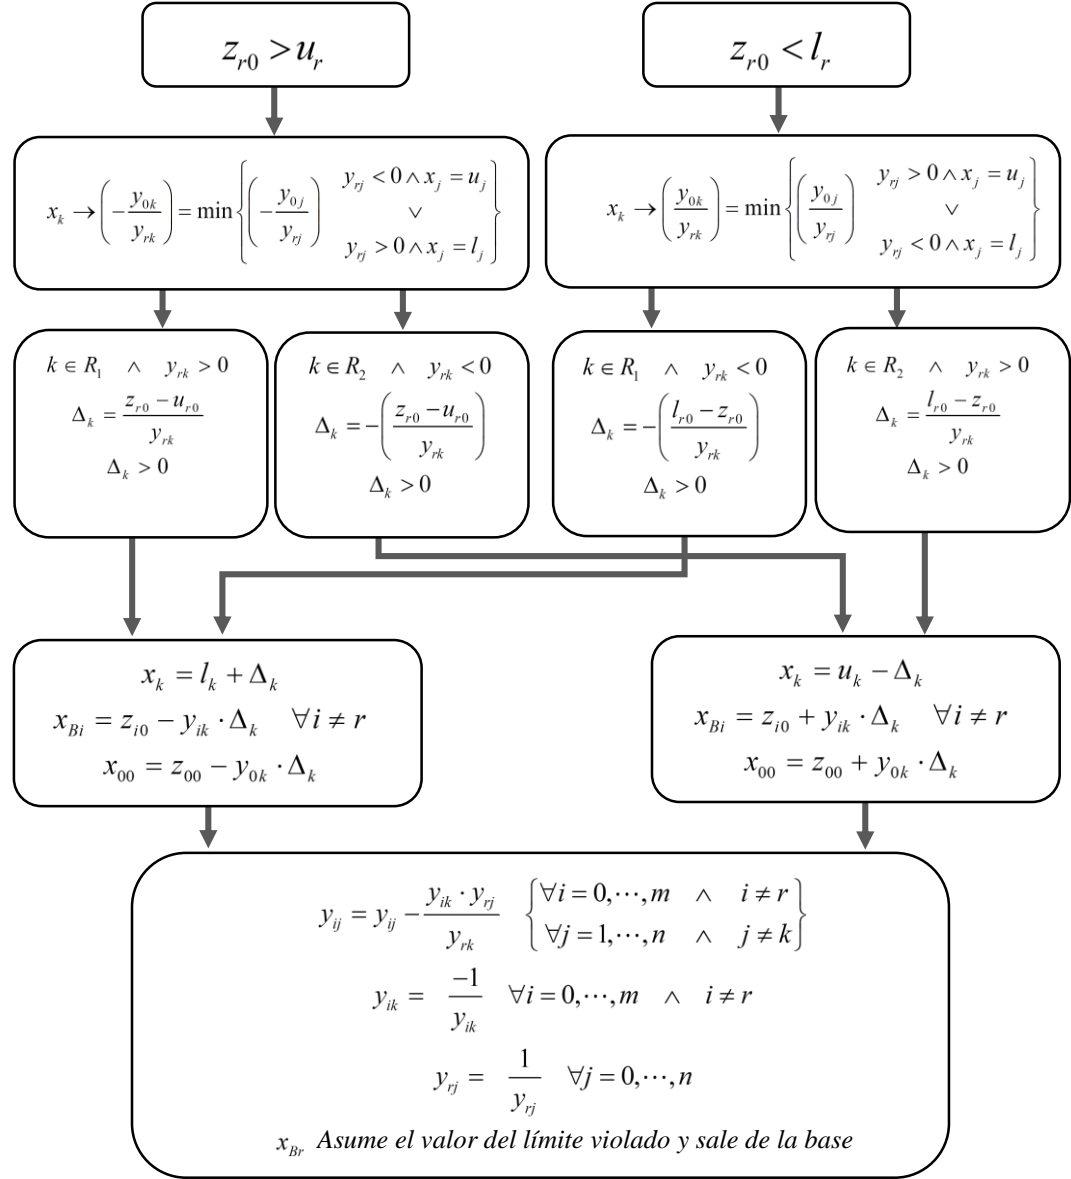 z_{r0} > u_r
z_{r0} < l_r
x_k → (−y_{0k}/y_{rk}) = min{(−y_{0j}/y_{rj}) y_{rj} < 0 ∧ x_j = u_j ∨ y_{rj} > 0 ∧ x_j = l_j}
x_k → (y_{0k}/y_{rk}) = min{(y_{0j}/y_{rj}) y_{rj} > 0 ∧ x_j = u_j ∨ y_{rj} < 0 ∧ x_j = l_j}
k ∈ R_1 ∧ y_{rk} > 0
Δ_k = (z_{r0} − u_{r0})/y_{rk}
Δ_k > 0
k ∈ R_2 ∧ y_{rk} < 0
Δ_k = −((z_{r0} − u_{r0})/y_{rk})
Δ_k > 0
k ∈ R_1 ∧ y_{rk} < 0
Δ_k = −((l_{r0} − z_{r0})/y_{rk})
Δ_k > 0
k ∈ R_2 ∧ y_{rk} > 0
Δ_k = (l_{r0} − z_{r0})/y_{rk}
Δ_k > 0
x_k = l_k + Δ_k
x_{Bi} = z_{i0} − y_{ik} · Δ_k ∀i ≠ r
x_{00} = z_{00} − y_{0k} · Δ_k
x_k = u_k − Δ_k
x_{Bi} = z_{i0} + y_{ik} · Δ_k ∀i ≠ r
x_{00} = z_{00} + y_{0k} · Δ_k
y_{ij} = y_{ij} − (y_{ik} · y_{rj})/y_{rk} {∀i = 0,⋯,m ∧ i ≠ r ∀j = 1,⋯,n ∧ j ≠ k}
y_{ik} = −1/y_{ik} ∀i = 0,⋯,m ∧ i ≠ r
y_{rj} = 1/y_{rj} ∀j = 0,⋯,n
x_{Br} Asume el valor del límite violado y sale de la base